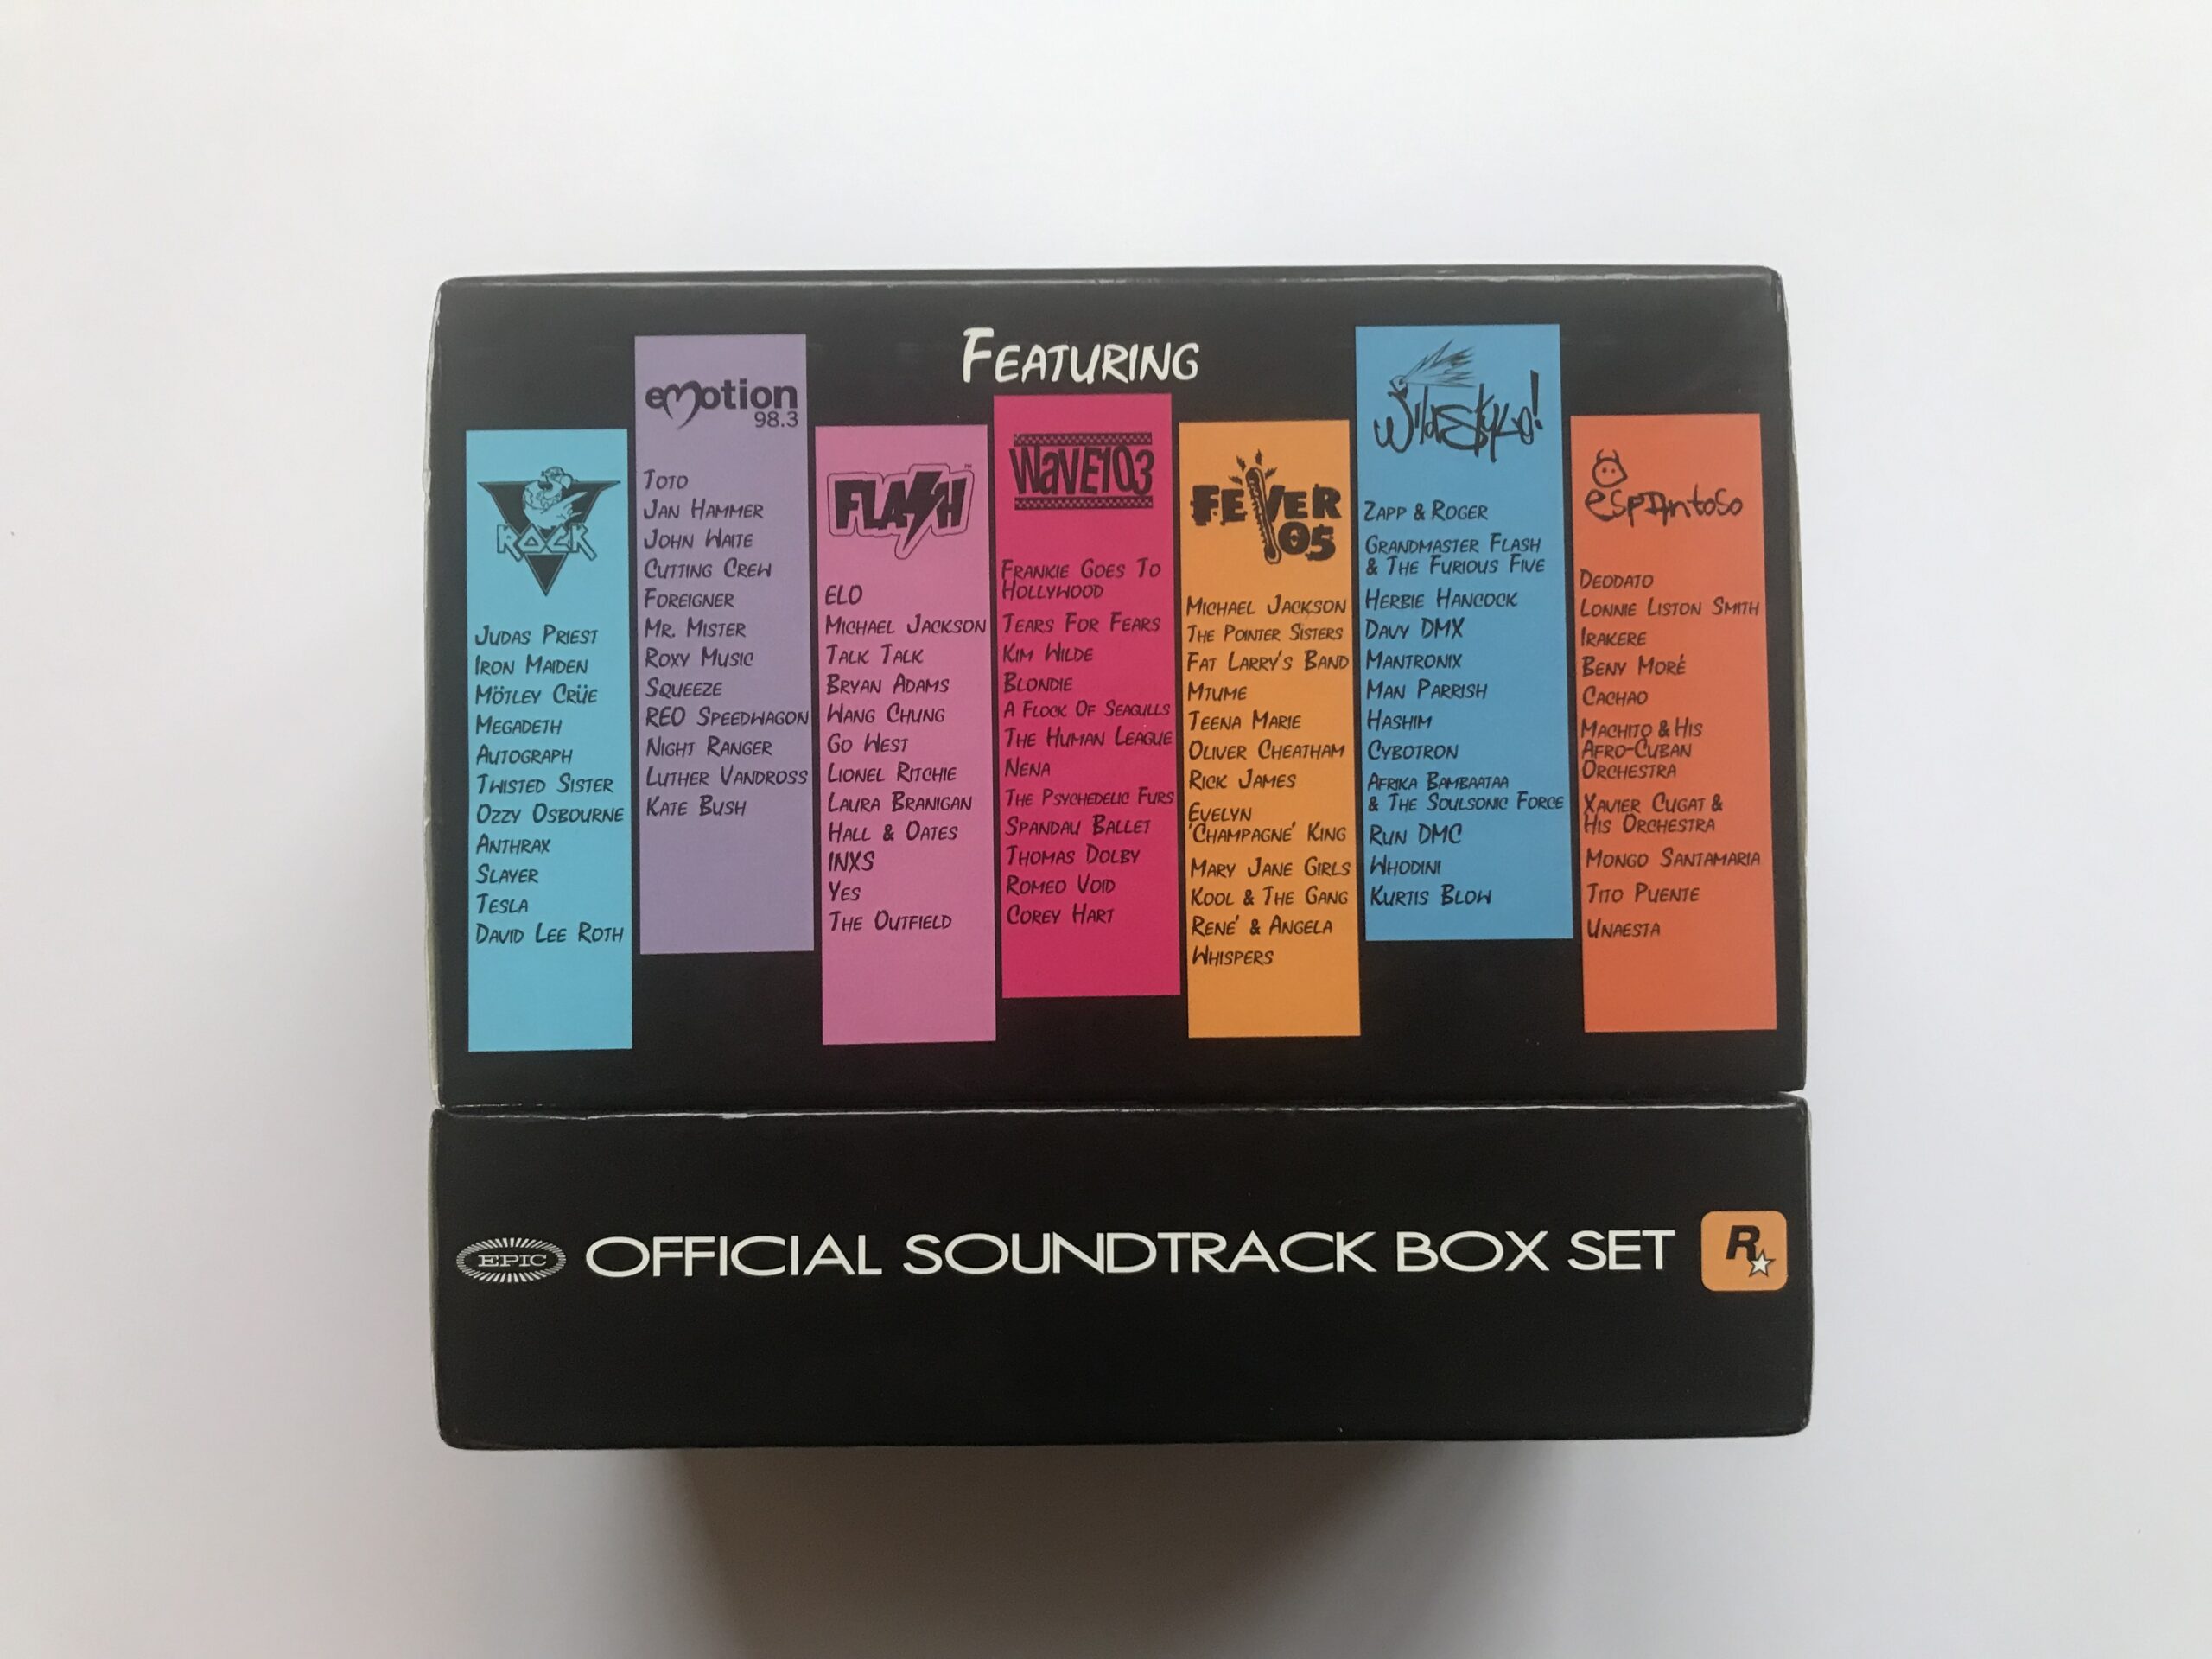 FEATURING
ROCK
JUDAS PRIEST
IRON MAIDEN
MÖTLEY CRÜE
MEGADETH
AUTOGRAPH
TWISTED SISTER
OZZY OSBOURNE
ANTHRAX
SLAYER
TESLA
DAVID LEE ROTH
emotion
98.3
TOTO
JAN HAMMER
JOHN WAITE
CUTTING CREW
FOREIGNER
MR. MISTER
ROXY MUSIC
SQUEEZE
REO SPEEDWAGON
NIGHT RANGER
LUTHER VANDROSS
KATE BUSH
FLASH™
ELO
MICHAEL JACKSON
TALK TALK
BRYAN ADAMS
WANG CHUNG
GO WEST
LIONEL RITCHIE
LAURA BRANIGAN
HALL & OATES
INXS
YES
THE OUTFIELD
WaVE103
FRANKIE GOES TO
HOLLYWOOD
TEARS FOR FEARS
KIM WILDE
BLONDIE
A FLOCK OF SEAGULLS
THE HUMAN LEAGUE
NENA
THE PSYCHEDELIC FURS
SPANDAU BALLET
THOMAS DOLBY
ROMEO VOID
COREY HART
FEVER
105
MICHAEL JACKSON
THE POINTER SISTERS
FAT LARRY'S BAND
MTUME
TEENA MARIE
OLIVER CHEATHAM
RICK JAMES
EVELYN
'CHAMPAGNE' KING
MARY JANE GIRLS
KOOL & THE GANG
RENE' & ANGELA
WHISPERS
WildStyle!
ZAPP & ROGER
GRANDMASTER FLASH
& THE FURIOUS FIVE
HERBIE HANCOCK
DAVY DMX
MANTRONIX
MAN PARRISH
HASHIM
CYBOTRON
AFRIKA BAMBAATAA
& THE SOULSONIC FORCE
RUN DMC
WHODINI
KURTIS BLOW
espantoso
DEODATO
LONNIE LISTON SMITH
IRAKERE
BENY MORÉ
CACHAO
MACHITO & HIS
AFRO-CUBAN
ORCHESTRA
XAVIER CUGAT &
HIS ORCHESTRA
MONGO SANTAMARIA
TITO PUENTE
UNAESTA
EPIC
OFFICIAL SOUNDTRACK BOX SET
R